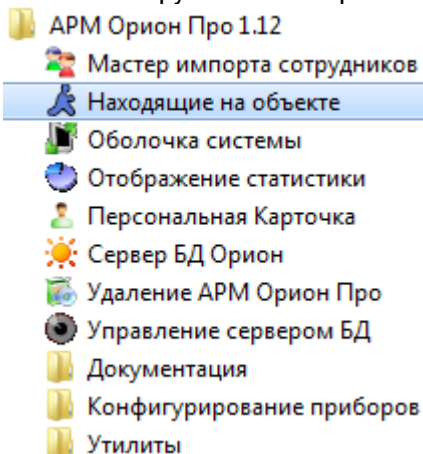 АРМ Орион Про 1.12
Мастер импорта сотрудников
Находящие на объекте
Оболочка системы
Отображение статистики
Персональная Карточка
Сервер БД Орион
Удаление АРМ Орион Про
Управление сервером БД
Документация
Конфигурирование приборов
Утилиты